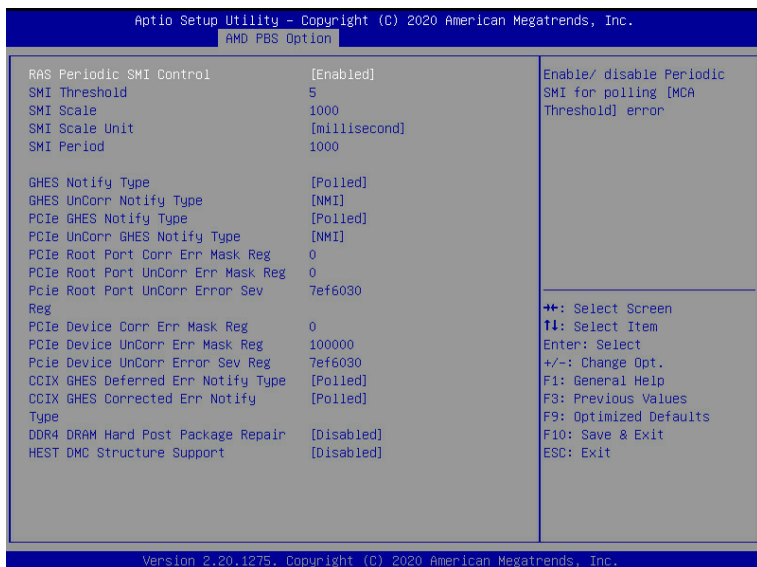 Aptio Setup Utility – Copyright (C) 2020 American Megatrends, Inc.
AMD PBS Option
RAS Periodic SMI Control [Enabled]
SMI Threshold 5
SMI Scale 1000
SMI Scale Unit [millisecond]
SMI Period 1000
GHES Notify Type [Polled]
GHES UnCorr Notify Type [NMI]
PCIe GHES Notify Type [Polled]
PCIe UnCorr GHES Notify Type [NMI]
PCIe Root Port Corr Err Mask Reg 0
PCIe Root Port UnCorr Err Mask Reg 0
Pcie Root Port UnCorr Error Sev 7ef6030
Reg
PCIe Device Corr Err Mask Reg 0
PCIe Device UnCorr Err Mask Reg 100000
Pcie Device UnCorr Error Sev Reg 7ef6030
CCIX GHES Deferred Err Notify Type [Polled]
CCIX GHES Corrected Err Notify [Polled]
Type
DDR4 DRAM Hard Post Package Repair [Disabled]
HEST DMC Structure Support [Disabled]
Enable/ disable Periodic
SMI for polling [MCA
Threshold] error
→←: Select Screen
↑↓: Select Item
Enter: Select
+/-: Change Opt.
F1: General Help
F3: Previous Values
F9: Optimized Defaults
F10: Save & Exit
ESC: Exit
Version 2.20.1275. Copyright (C) 2020 American Megatrends, Inc.